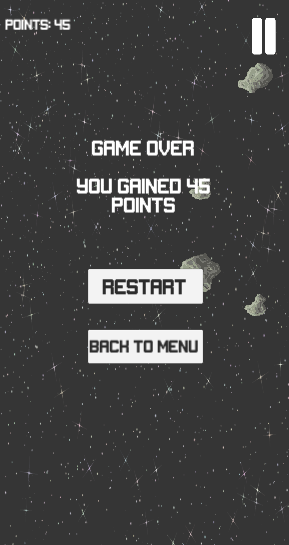 POINTS: 45
GAME OVER
YOU GAINED 45
POINTS
RESTART
BACK TO MENU